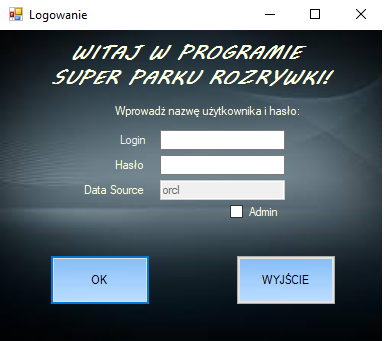 Logowanie
WITAJ W PROGRAMIE
SUPER PARKU ROZRYWKI!
Wprowadź nazwę użytkownika i hasło:
Login
Hasło
Data Source orcl
Admin
OK WYJŚCIE